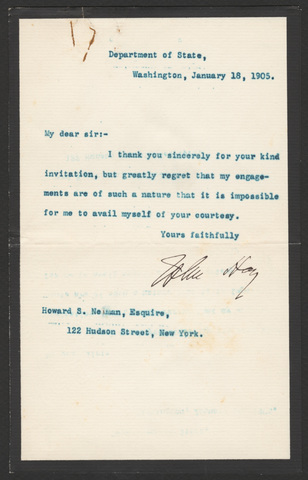 Department of State,
Washington, January 18, 1905.
My dear sir:-
I thank you sincerely for your kind
invitation, but greatly regret that my engage-
ments are of such a nature that it is impossible
for me to avail myself of your courtesy.
Yours faithfully
John Hay
Howard S. Neiman, Esquire,
122 Hudson Street, New York.